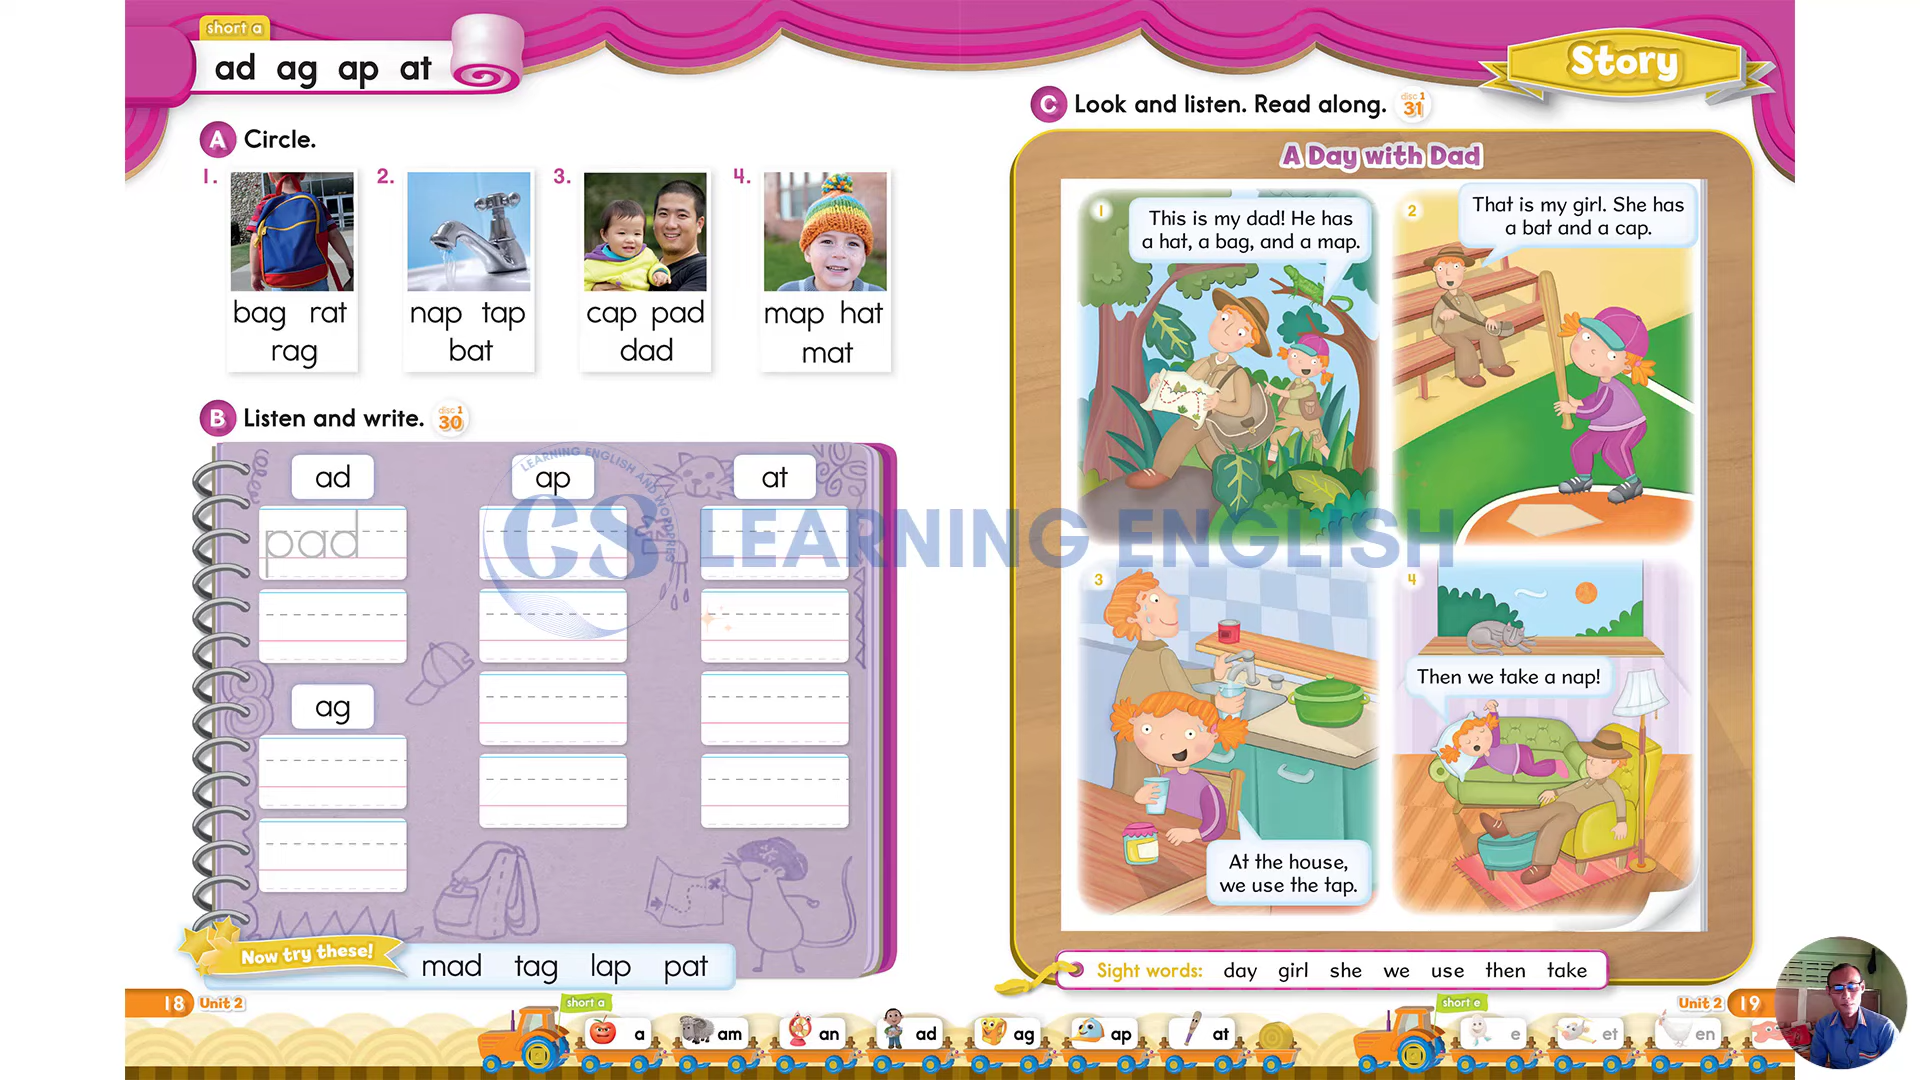 short a
ad ag ap at
A Circle.
1.
bag rat
rag
2.
nap tap
bat
3.
cap pad
dad
4.
map hat
mat
B Listen and write. disc 1 30
ad
pad
ag
ap
at
Now try these!
mad tag lap pat
18 Unit 2
Story
C Look and listen. Read along. disc 1 31
A Day with Dad
1
This is my dad! He has
a hat, a bag, and a map.
2
That is my girl. She has
a bat and a cap.
3
At the house,
we use the tap.
4
Then we take a nap!
Sight words: day girl she we use then take
Unit 2 19
short a
a am an ad ag ap at
short e
e et en
CS LEARNING ENGLISH